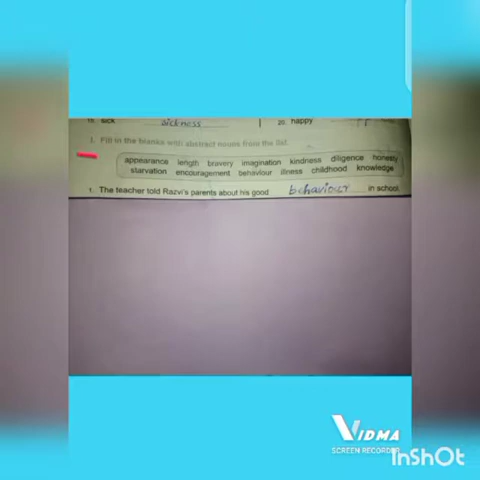 19. sick sickness 20. happy
). Fill in the blanks with abstract nouns from the list.
appearance length bravery imagination kindness diligence honesty
starvation encouragement behaviour illness childhood knowledge
1. The teacher told Razvi's parents about his good behaviour in school.
VIDMA
SCREEN RECORDER
InShOt